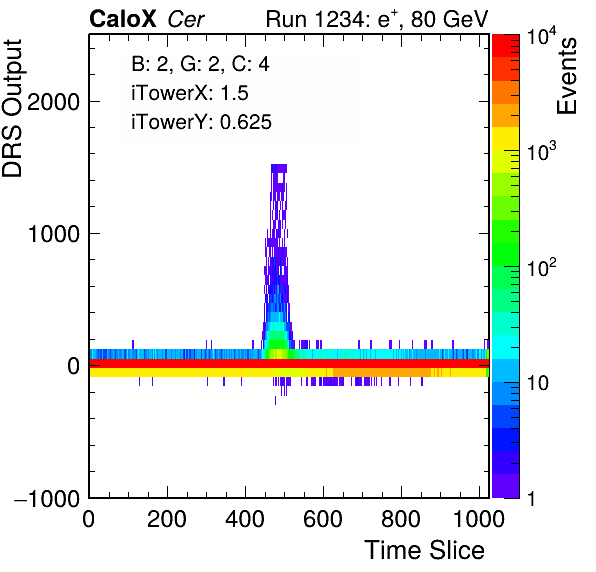 CaloX Cer Run 1234: e⁺, 80 GeV
B: 2, G: 2, C: 4
iTowerX: 1.5
iTowerY: 0.625
DRS Output
2000
1000
0
−1000
0 200 400 600 800 1000
Time Slice
Events
10⁴
10³
10²
10
1